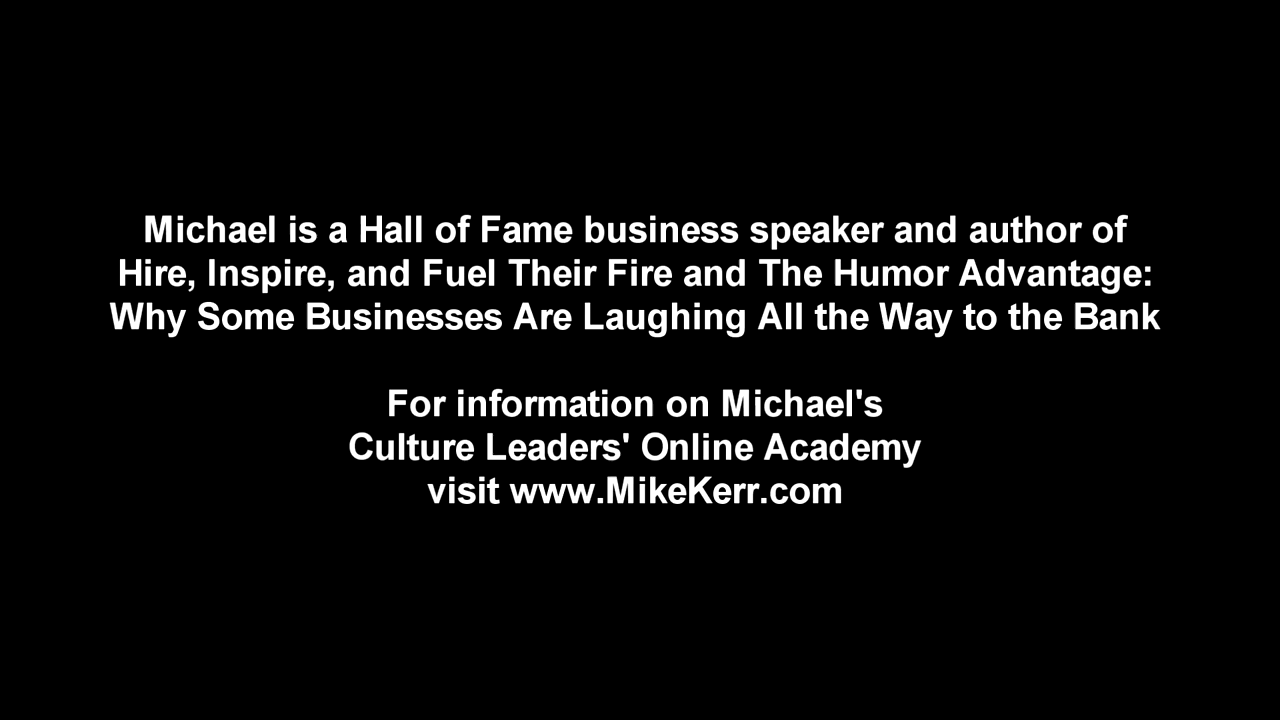 Michael is a Hall of Fame business speaker and author of
Hire, Inspire, and Fuel Their Fire and The Humor Advantage:
Why Some Businesses Are Laughing All the Way to the Bank
For information on Michael's
Culture Leaders' Online Academy
visit www.MikeKerr.com